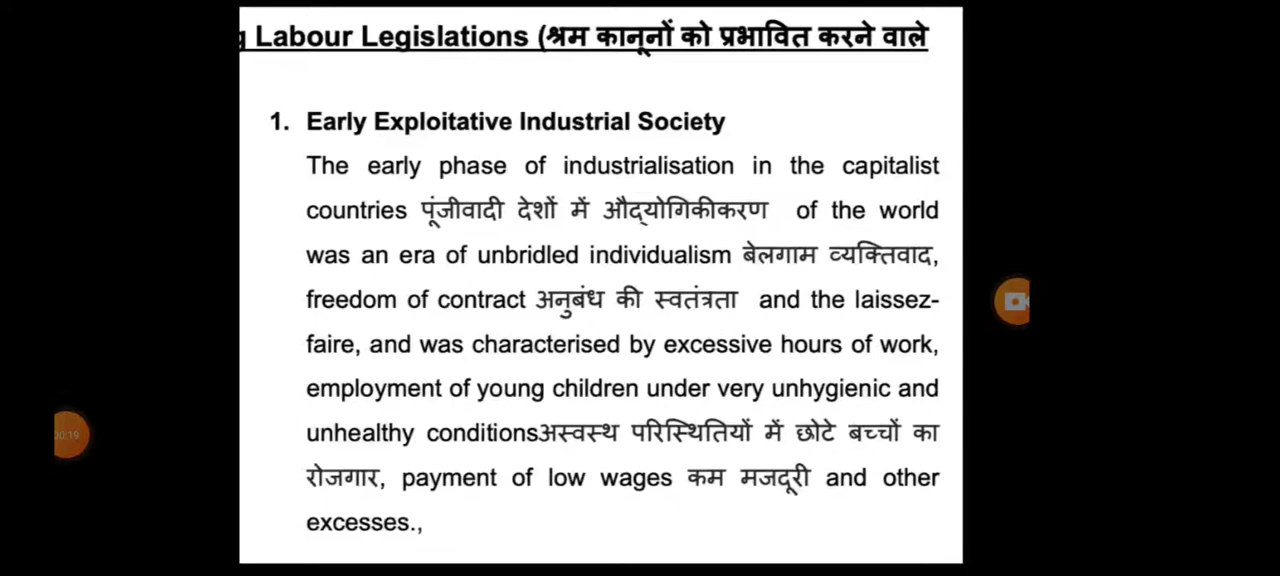 Labour Legislations (श्रम कानूनों को प्रभावित करने वाले
1. Early Exploitative Industrial Society
The early phase of industrialisation in the capitalist
countries पूंजीवादी देशों में औद्योगिकीकरण of the world
was an era of unbridled individualism बेलगाम व्यक्तिवाद,
freedom of contract अनुबंध की स्वतंत्रता and the laissez-
faire, and was characterised by excessive hours of work,
employment of young children under very unhygienic and
unhealthy conditionsअस्वस्थ परिस्थितियों में छोटे बच्चों का
रोजगार, payment of low wages कम मजदूरी and other
excesses.,
00:19